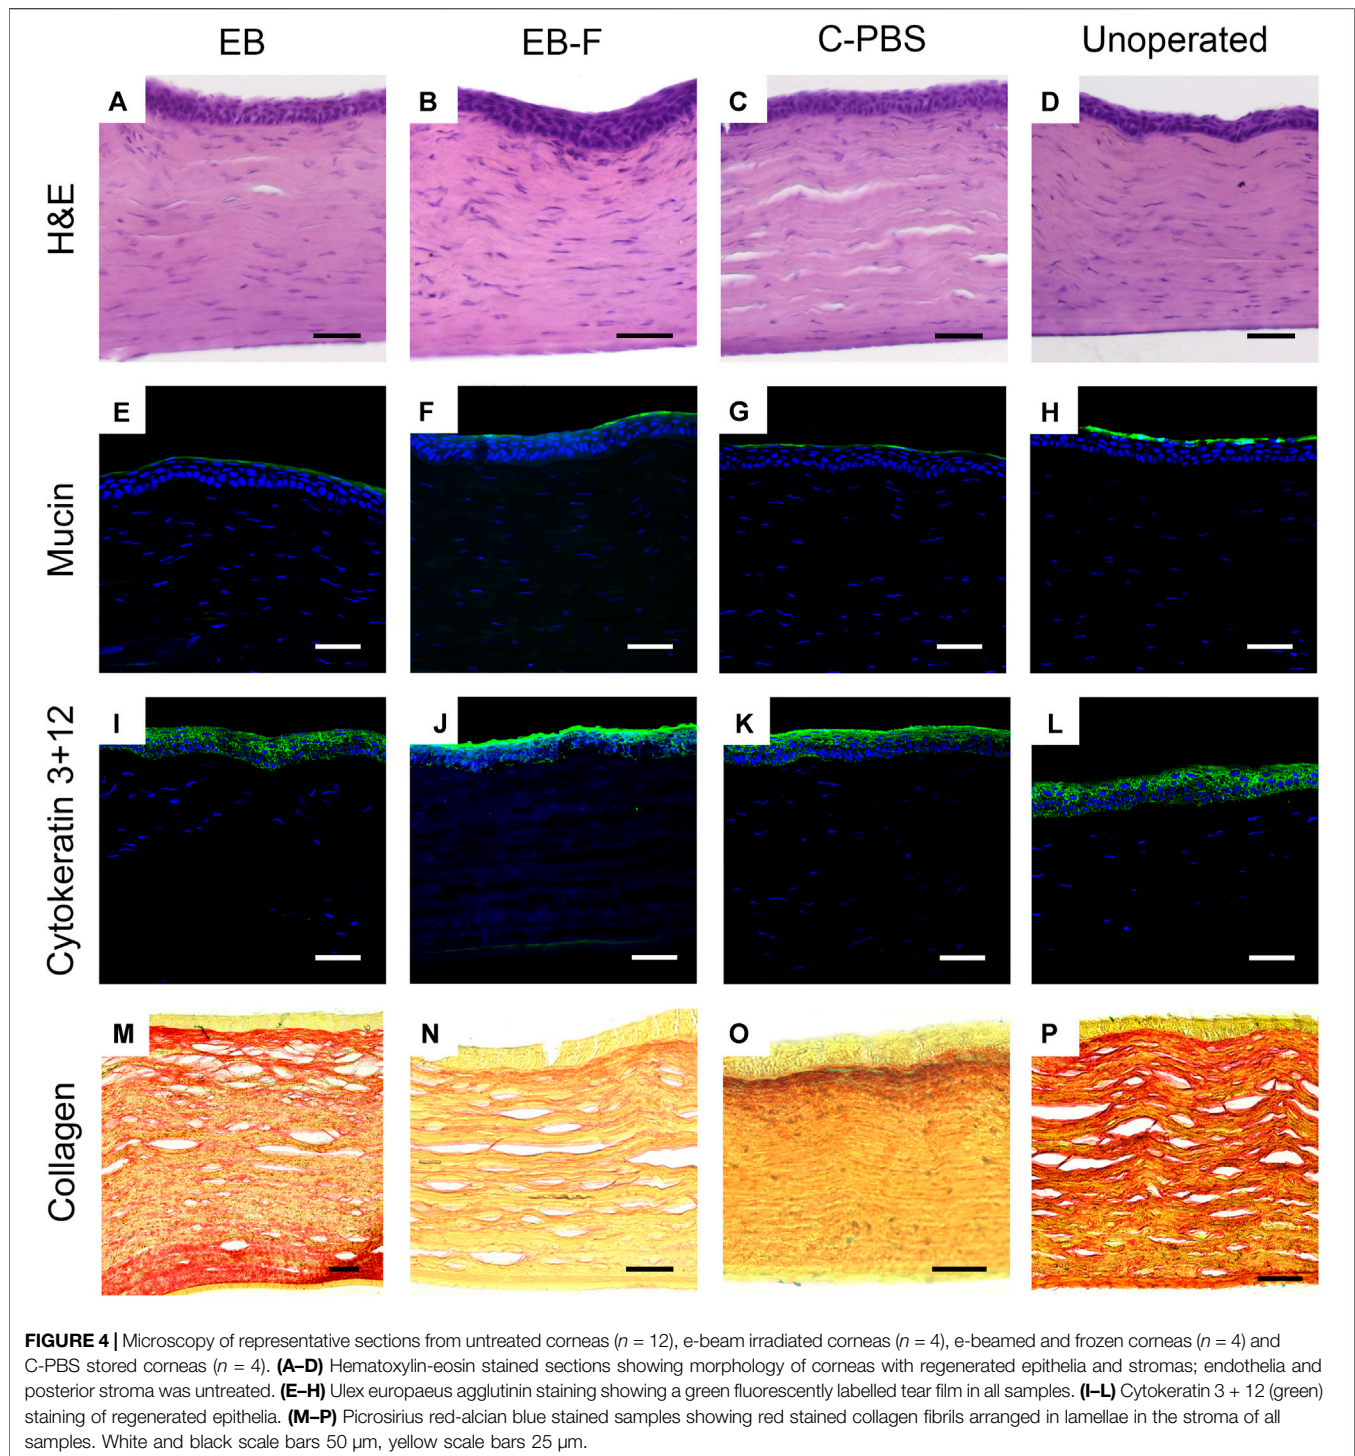 EB EB-F C-PBS Unoperated
H&E
A B C D
Mucin
E F G H
Cytokeratin 3+12
I J K L
Collagen
M N O P
FIGURE 4 | Microscopy of representative sections from untreated corneas (n = 12), e-beam irradiated corneas (n = 4), e-beamed and frozen corneas (n = 4) and
C-PBS stored corneas (n = 4). (A–D) Hematoxylin-eosin stained sections showing morphology of corneas with regenerated epithelia and stromas; endothelia and
posterior stroma was untreated. (E–H) Ulex europaeus agglutinin staining showing a green fluorescently labelled tear film in all samples. (I–L) Cytokeratin 3 + 12 (green)
staining of regenerated epithelia. (M–P) Picrosirius red-alcian blue stained samples showing red stained collagen fibrils arranged in lamellae in the stroma of all
samples. White and black scale bars 50 μm, yellow scale bars 25 μm.